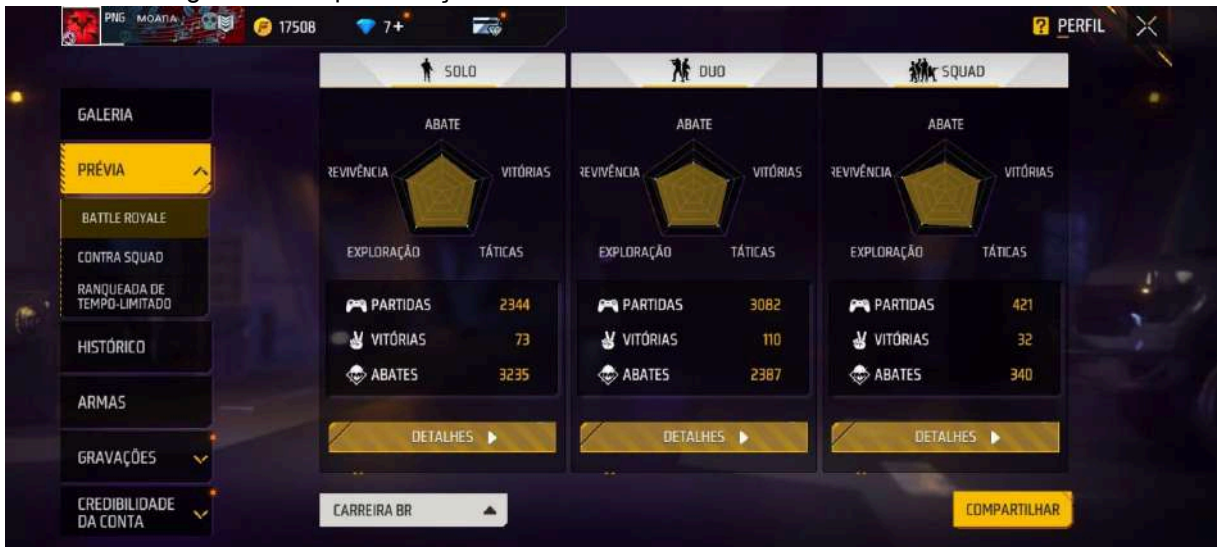 PNG MOANA
17508
7+
PERFIL
GALERIA
PRÉVIA
BATTLE ROYALE
CONTRA SQUAD
RANQUEADA DE
TEMPO-LIMITADO
HISTÓRICO
ARMAS
GRAVAÇÕES
CREDIBILIDADE
DA CONTA
SOLO
ABATE
REVIVÊNCIA
VITÓRIAS
EXPLORAÇÃO
TÁTICAS
PARTIDAS 2344
VITÓRIAS 73
ABATES 3235
DETALHES
DUO
ABATE
REVIVÊNCIA
VITÓRIAS
EXPLORAÇÃO
TÁTICAS
PARTIDAS 3082
VITÓRIAS 110
ABATES 2387
DETALHES
SQUAD
ABATE
REVIVÊNCIA
VITÓRIAS
EXPLORAÇÃO
TÁTICAS
PARTIDAS 421
VITÓRIAS 32
ABATES 340
DETALHES
CARREIRA BR
COMPARTILHAR